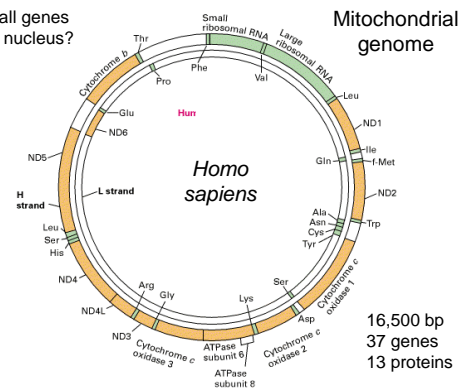 all genes
nucleus?
Mitochondrial
genome
Small
ribosomal RNA
Large
ribosomal RNA
Thr
Phe
Val
Cytochrome b
Pro
Leu
Glu
ND6
Hum
ND1
Ile
Gln
f-Met
ND5
Homo
sapiens
ND2
H
strand
L strand
Ala
Asn
Cys
Tyr
Trp
Leu
Ser
His
ND4
Ser
Cytochrome c
oxidase 1
Arg
Gly
Lys
Asp
ND4L
ND3
Cytochrome c
oxidase 3
ATPase
subunit 6
Cytochrome c
oxidase 2
ATPase
subunit 8
16,500 bp
37 genes
13 proteins